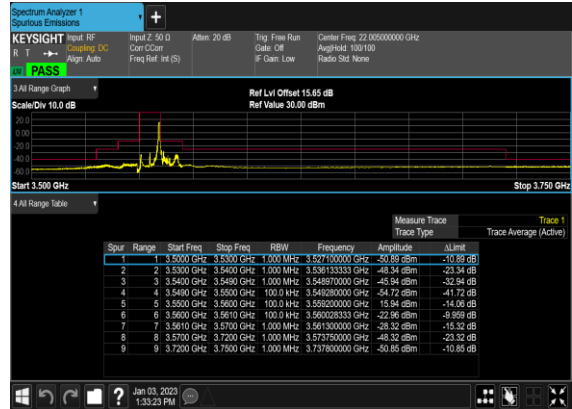 Spectrum Analyzer 1
Spurious Emissions
KEYSIGHT Input: RF Input Z: 50 Ω Atten: 20 dB Trig: Free Run Center Freq: 22.005000000 GHz
R T Coupling: DC Corr CCorr Gate: Off Avg|Hold: 100/100
Align: Auto Freq Ref: Int (S) IF Gain: Low Radio Std: None
PASS
3 All Range Graph
Ref Lvl Offset 15.65 dB
Scale/Div 10.0 dB Ref Value 30.00 dBm
20.0
0.00
-20.0
-40.0
-60.0
Start 3.500 GHz Stop 3.750 GHz
4 All Range Table
Measure Trace Trace 1
Trace Type Trace Average (Active)
Spur Range Start Freq Stop Freq RBW Frequency Amplitude ΔLimit
1 1 3.5000 GHz 3.5300 GHz 1.000 MHz 3.527100000 GHz -50.89 dBm -10.89 dB
2 2 3.5300 GHz 3.5400 GHz 1.000 MHz 3.536133333 GHz -48.34 dBm -23.34 dB
3 3 3.5400 GHz 3.5490 GHz 1.000 MHz 3.548970000 GHz -45.94 dBm -32.94 dB
4 4 3.5490 GHz 3.5500 GHz 100.0 kHz 3.549280000 GHz -54.72 dBm -41.72 dB
5 5 3.5500 GHz 3.5600 GHz 100.0 kHz 3.559200000 GHz 15.94 dBm -14.06 dB
6 6 3.5600 GHz 3.5610 GHz 100.0 kHz 3.560028333 GHz -22.96 dBm -9.959 dB
7 7 3.5610 GHz 3.5700 GHz 1.000 MHz 3.561300000 GHz -28.32 dBm -15.32 dB
8 8 3.5700 GHz 3.7200 GHz 1.000 MHz 3.573750000 GHz -48.32 dBm -23.32 dB
9 9 3.7200 GHz 3.7500 GHz 1.000 MHz 3.737800000 GHz -50.85 dBm -10.85 dB
? Jan 03, 2023
1:33:23 PM